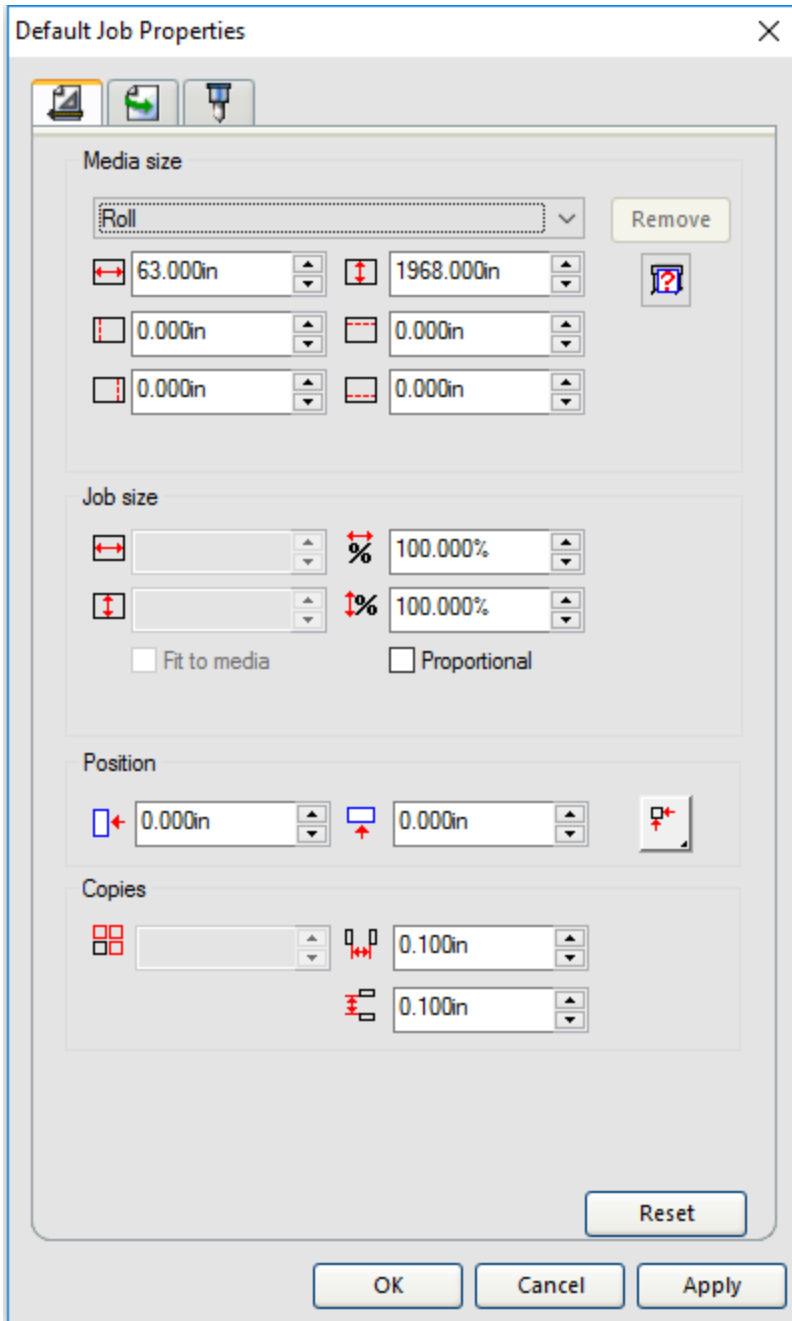 Default Job Properties
Media size
Roll
Remove
63.000in 1968.000in
0.000in 0.000in
0.000in 0.000in
Job size
% 100.000%
% 100.000%
Fit to media Proportional
Position
0.000in 0.000in
Copies
0.100in
0.100in
Reset
OK Cancel Apply